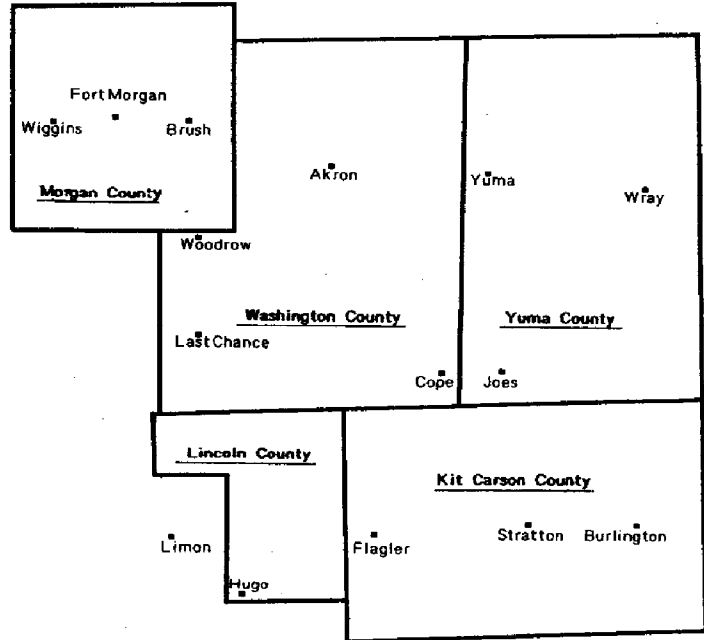 Fort Morgan
Wiggins
Brush
Morgan County
Akron
Yuma
Wray
Woodrow
Washington County
Yuma County
Last Chance
Cope
Joes
Lincoln County
Kit Carson County
Limon
Flagler
Stratton
Burlington
Hugo